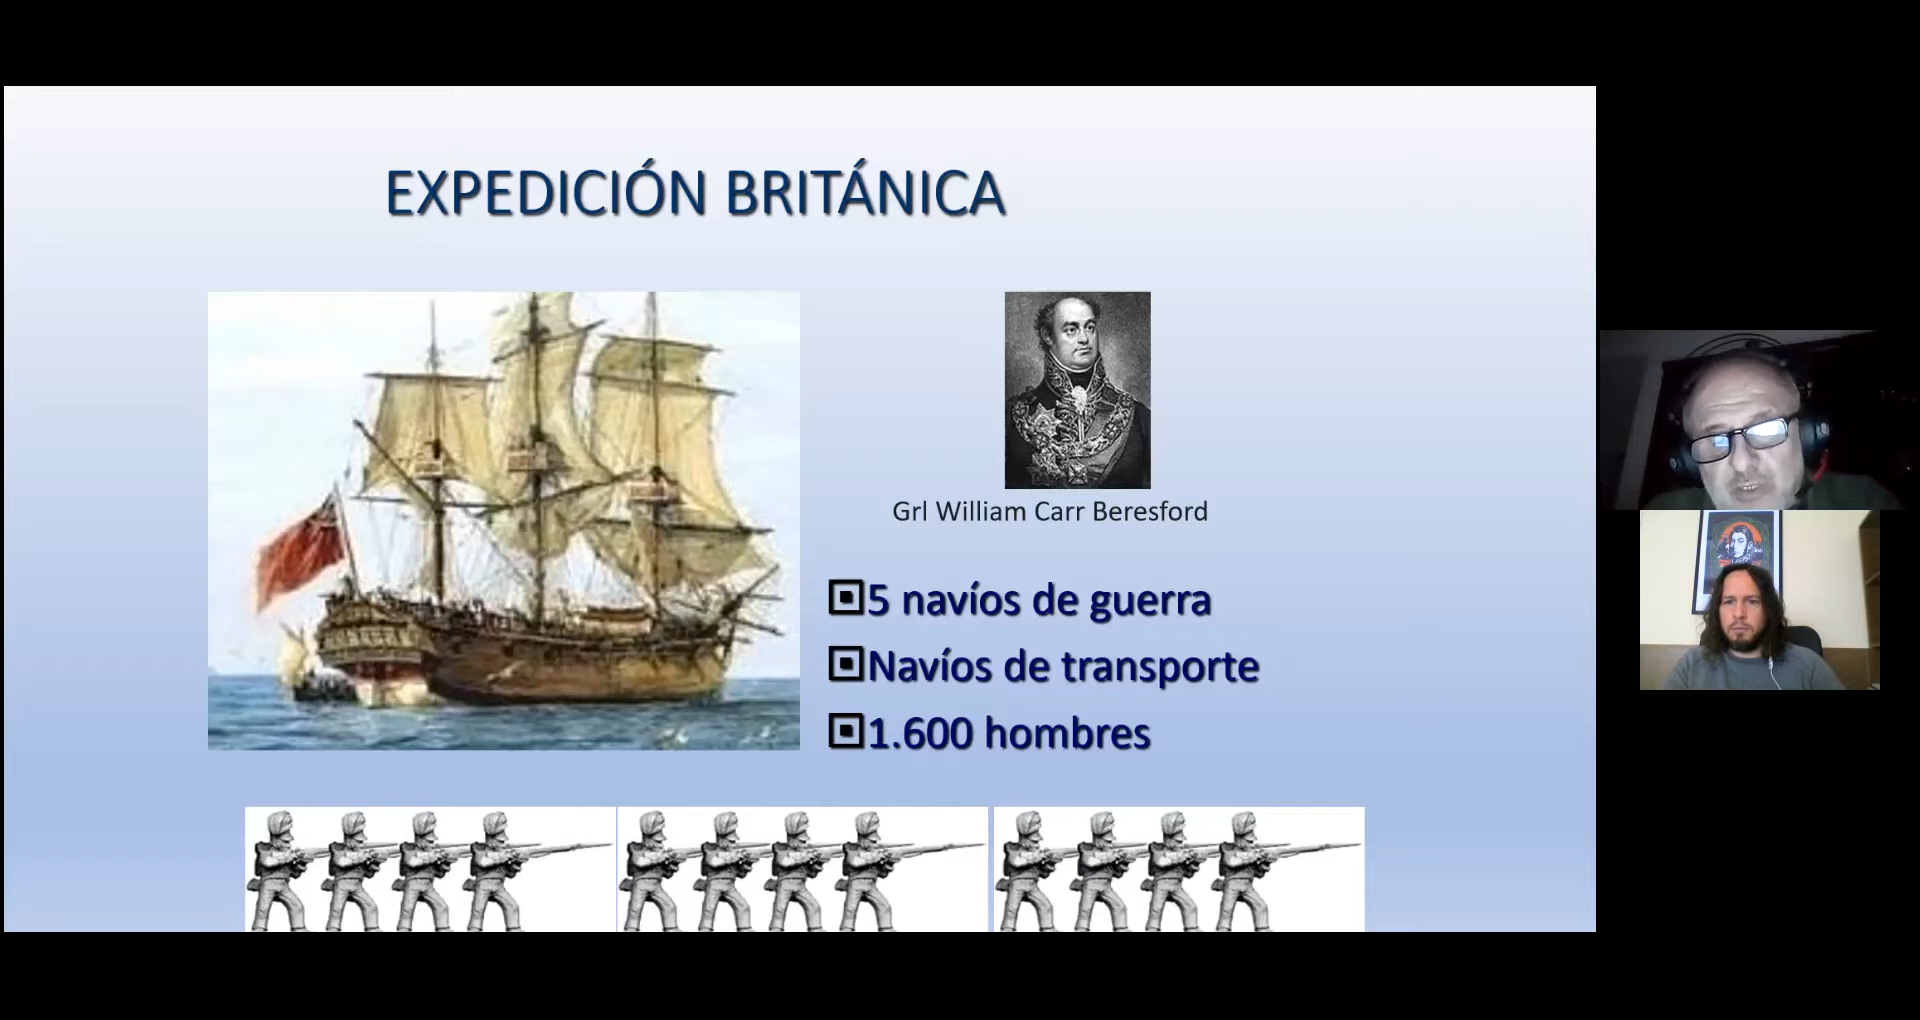 EXPEDICIÓN BRITÁNICA
Grl William Carr Beresford
5 navíos de guerra
Navíos de transporte
1.600 hombres